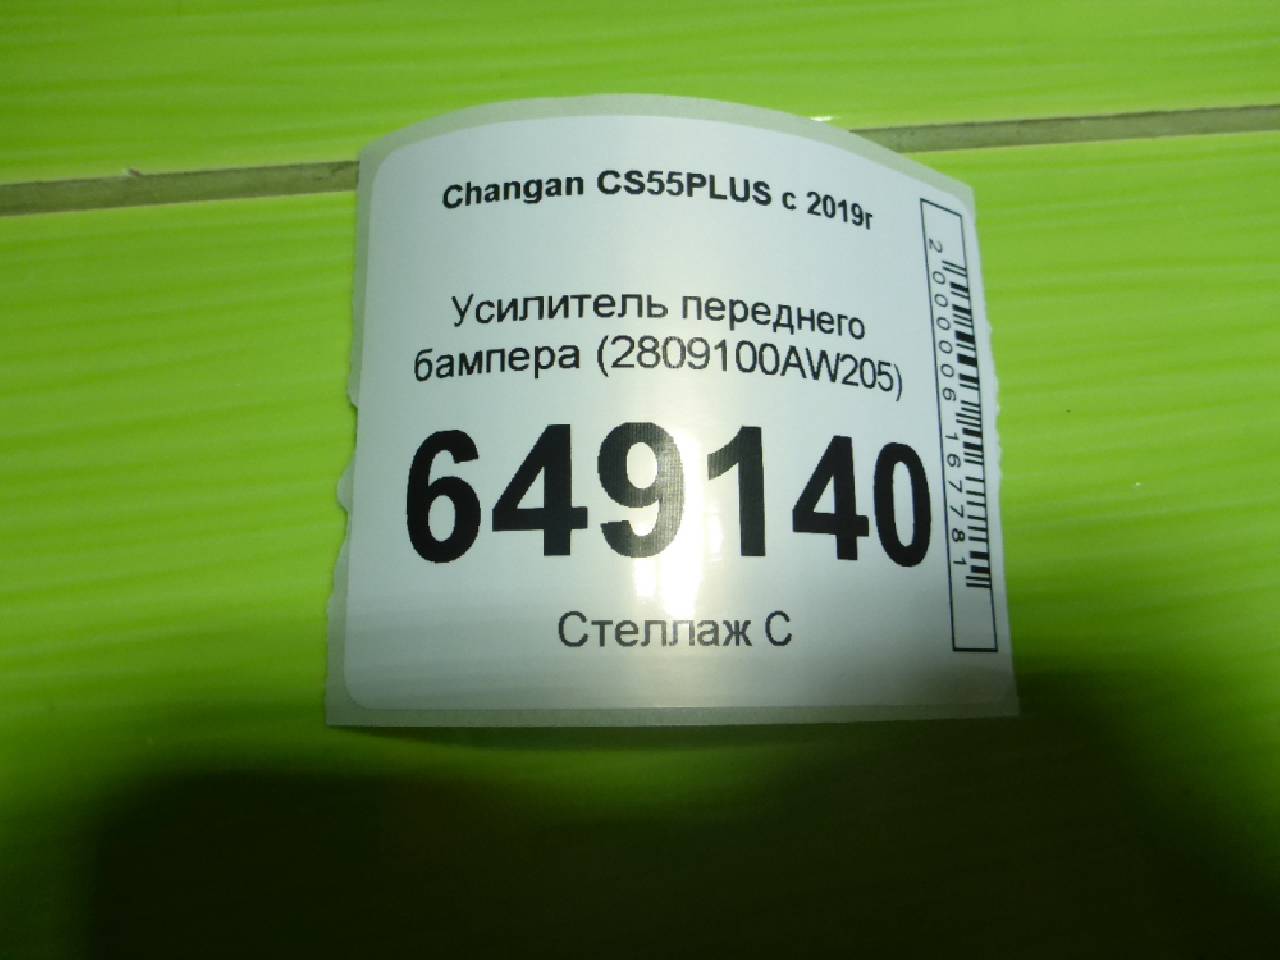 Changan CS55PLUS с 2019г
Усилитель переднего
бампера (2809100AW205)
649140
Стеллаж С
2000006167781